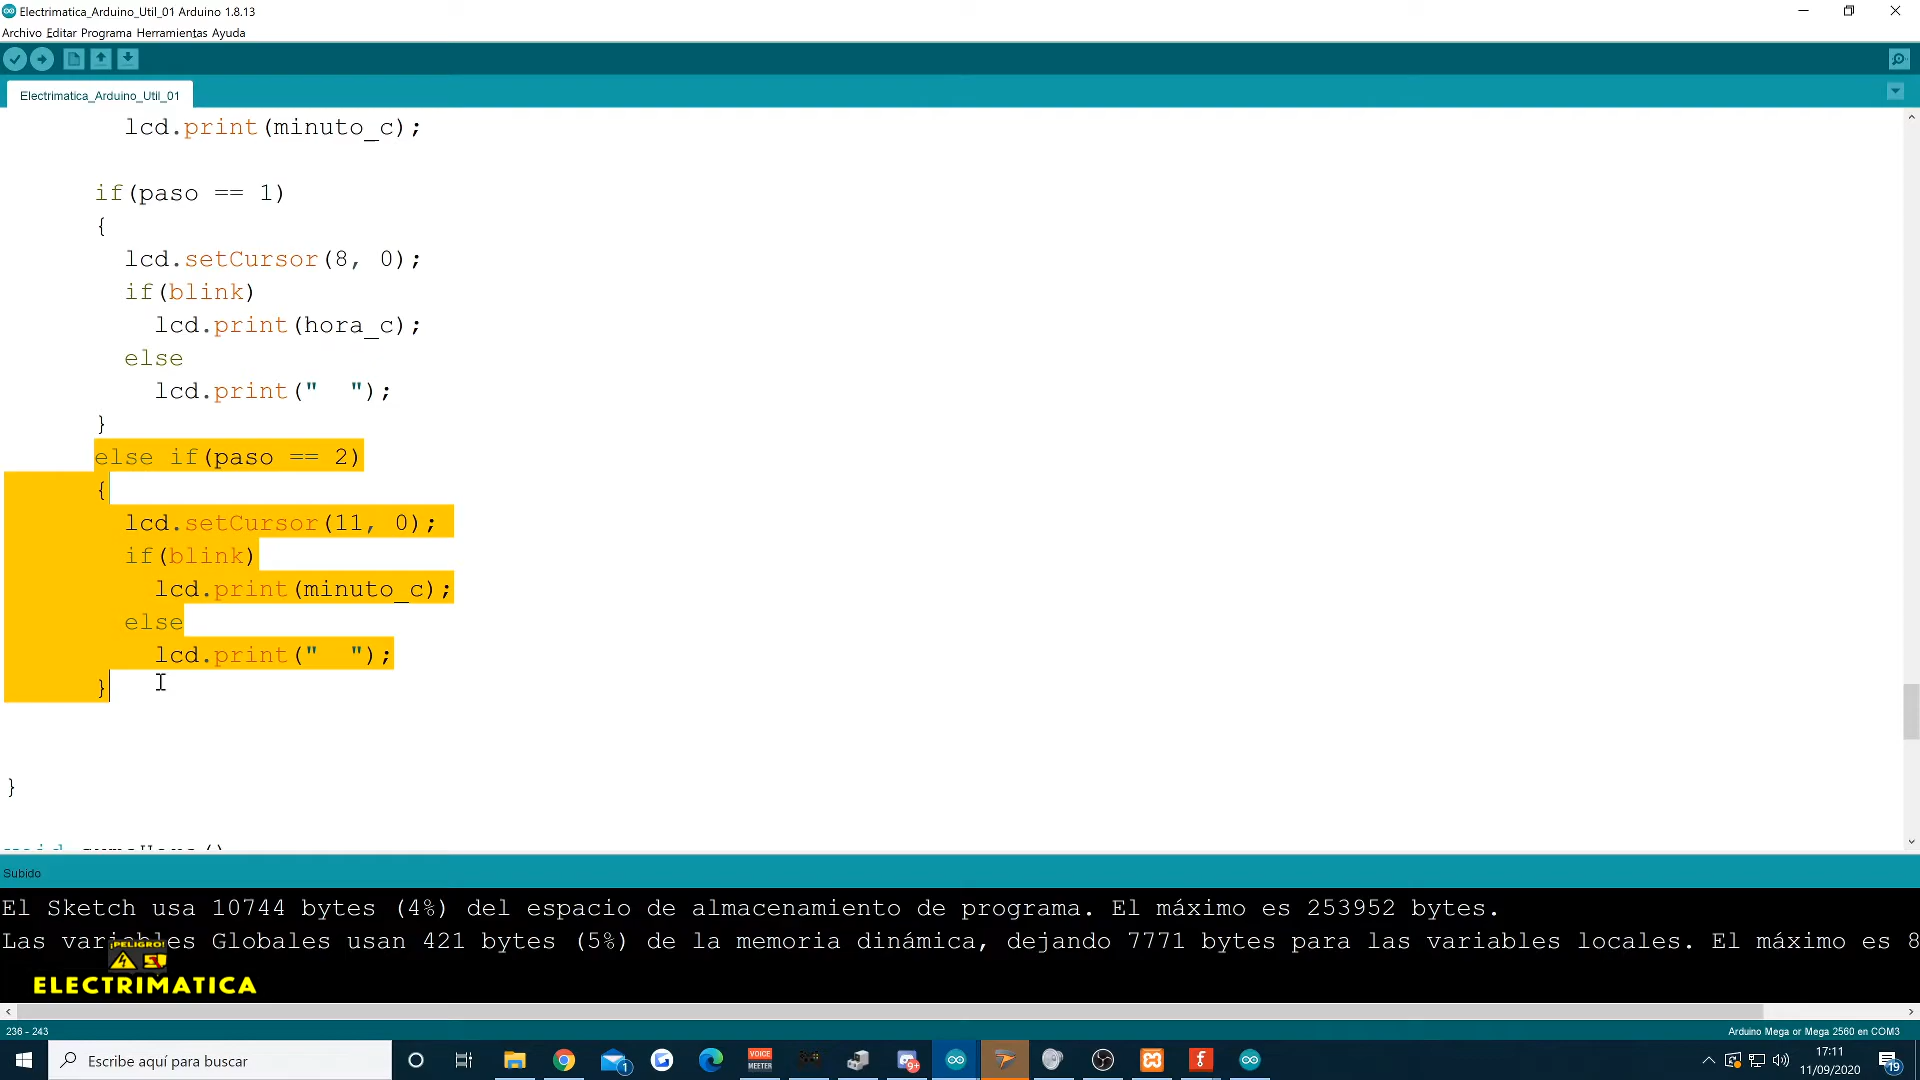 Electrimatica_Arduino_Util_01 Arduino 1.8.13
Archivo Editar Programa Herramientas Ayuda
Electrimatica_Arduino_Util_01
lcd.print(minuto_c);
if(paso == 1)
{
lcd.setCursor(8, 0);
if(blink)
lcd.print(hora_c);
else
lcd.print("  ");
}
else if(paso == 2)
{
lcd.setCursor(11, 0);
if(blink)
lcd.print(minuto_c);
else
lcd.print("  ");
}
}
Subido
El Sketch usa 10744 bytes (4%) del espacio de almacenamiento de programa. El máximo es 253952 bytes.
Las variables Globales usan 421 bytes (5%) de la memoria dinámica, dejando 7771 bytes para las variables locales. El máximo es 8
¡PELIGRO!
ELECTRIMATICA
236 - 243
Arduino Mega or Mega 2560 en COM3
Escribe aquí para buscar
1
VOICE
MEETER
9+
17:11
11/09/2020
19